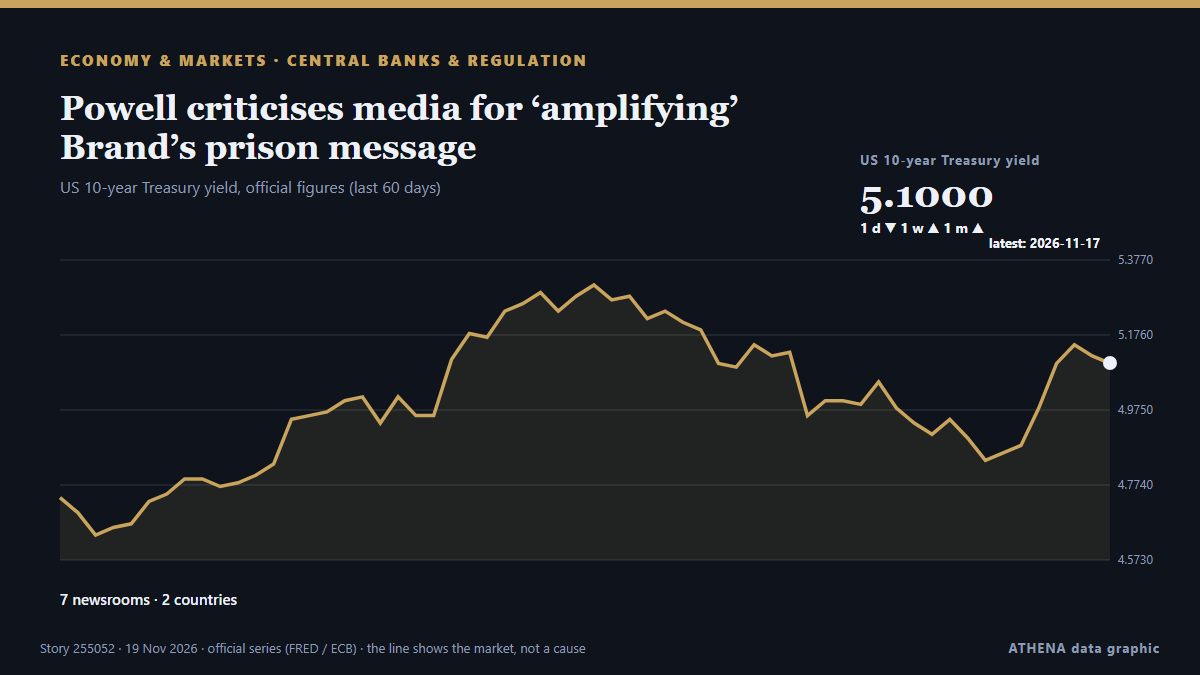 ECONOMY & MARKETS · CENTRAL BANKS & REGULATION
Powell criticises media for ‘amplifying’
Brand’s prison message
US 10-year Treasury yield, official figures (last 60 days)
US 10-year Treasury yield
5.1000
1 d ▼ 1 w ▲ 1 m ▲
latest: 2026-11-17
5.3770
5.1760
4.9750
4.7740
4.5730
7 newsrooms · 2 countries
Story 255052 · 19 Nov 2026 · official series (FRED / ECB) · the line shows the market, not a cause
ATHENA data graphic